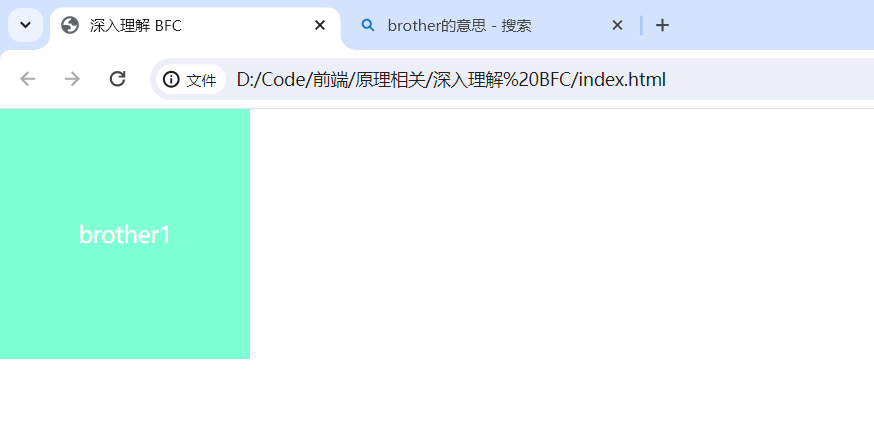 深入理解 BFC
brother的意思 - 搜索
文件 D:/Code/前端/原理相关/深入理解%20BFC/index.html
brother1